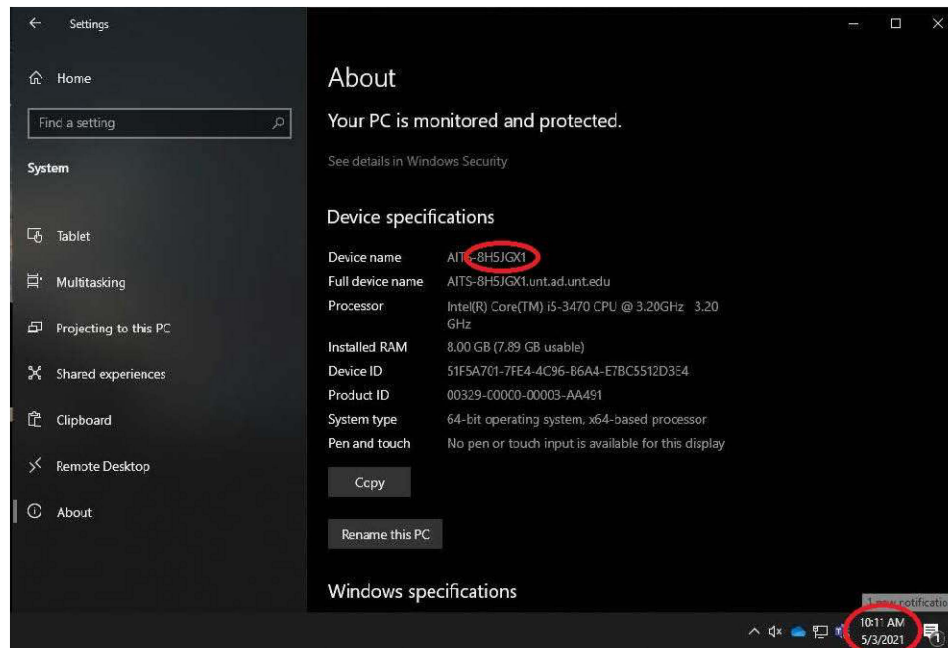 Settings
Home
Find a setting
System
Tablet
Multitasking
Projecting to this PC
Shared experiences
Clipboard
Remote Desktop
About
About
Your PC is monitored and protected.
See details in Windows Security
Device specifications
Device name AITS-8H5JGX1
Full device name AITS-8H5JGX1.unt.ad.unt.edu
Processor Intel(R) Core(TM) i5-3470 CPU @ 3.20GHz 3.20
GHz
Installed RAM 8.00 GB (7.89 GB usable)
Device ID 51F5A701-7FE4-4C96-B6A4-E7BC5512D3E4
Product ID 00329-00000-00003-AA491
System type 64-bit operating system, x64-based processor
Pen and touch No pen or touch input is available for this display
Copy
Rename this PC
Windows specifications
1 new notificatio
10:11 AM
5/3/2021
1